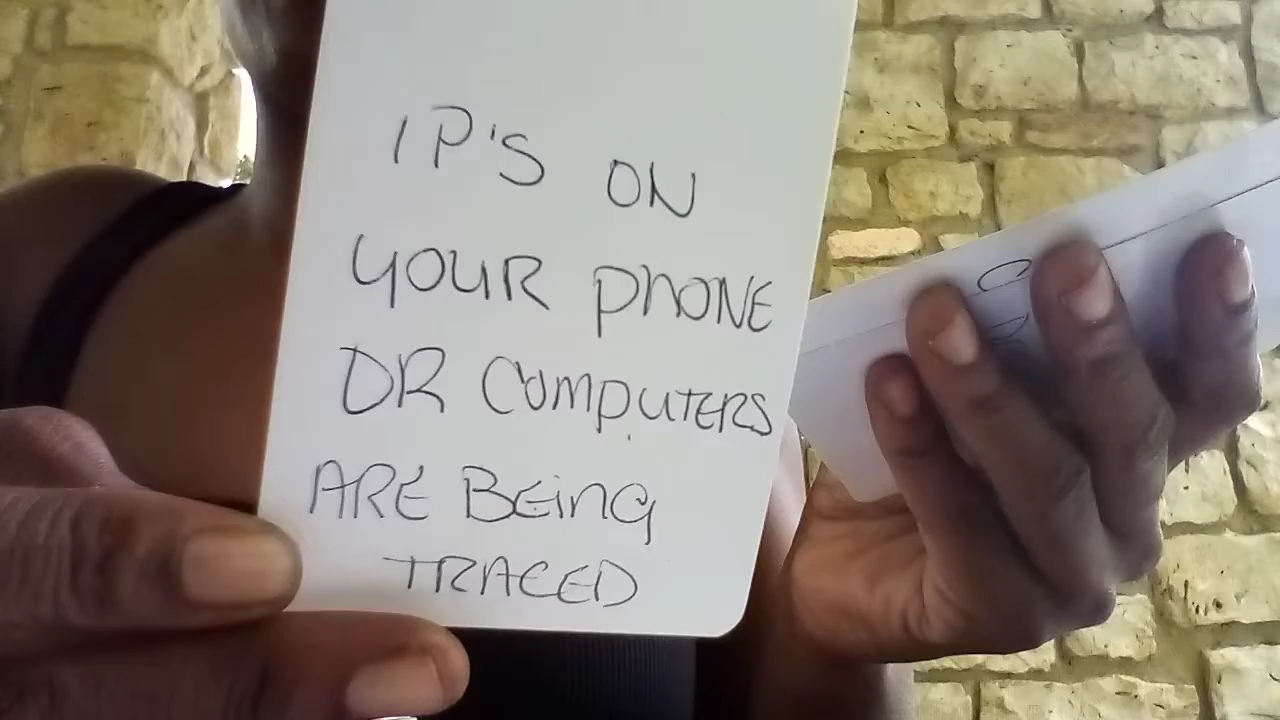 IP'S ON
YOUR PHONE
OR COMPUTERS
ARE BEING
TRACED